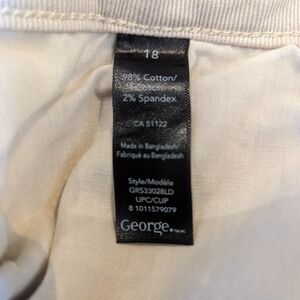 18
98% Cotton/
Coton
2% Spandex
CA 51122
Made in Bangladesh/
Fabriqué au Bangladesh
Style/Modèle
GRS33028LD
UPC/CUP
8 1011579079
George.